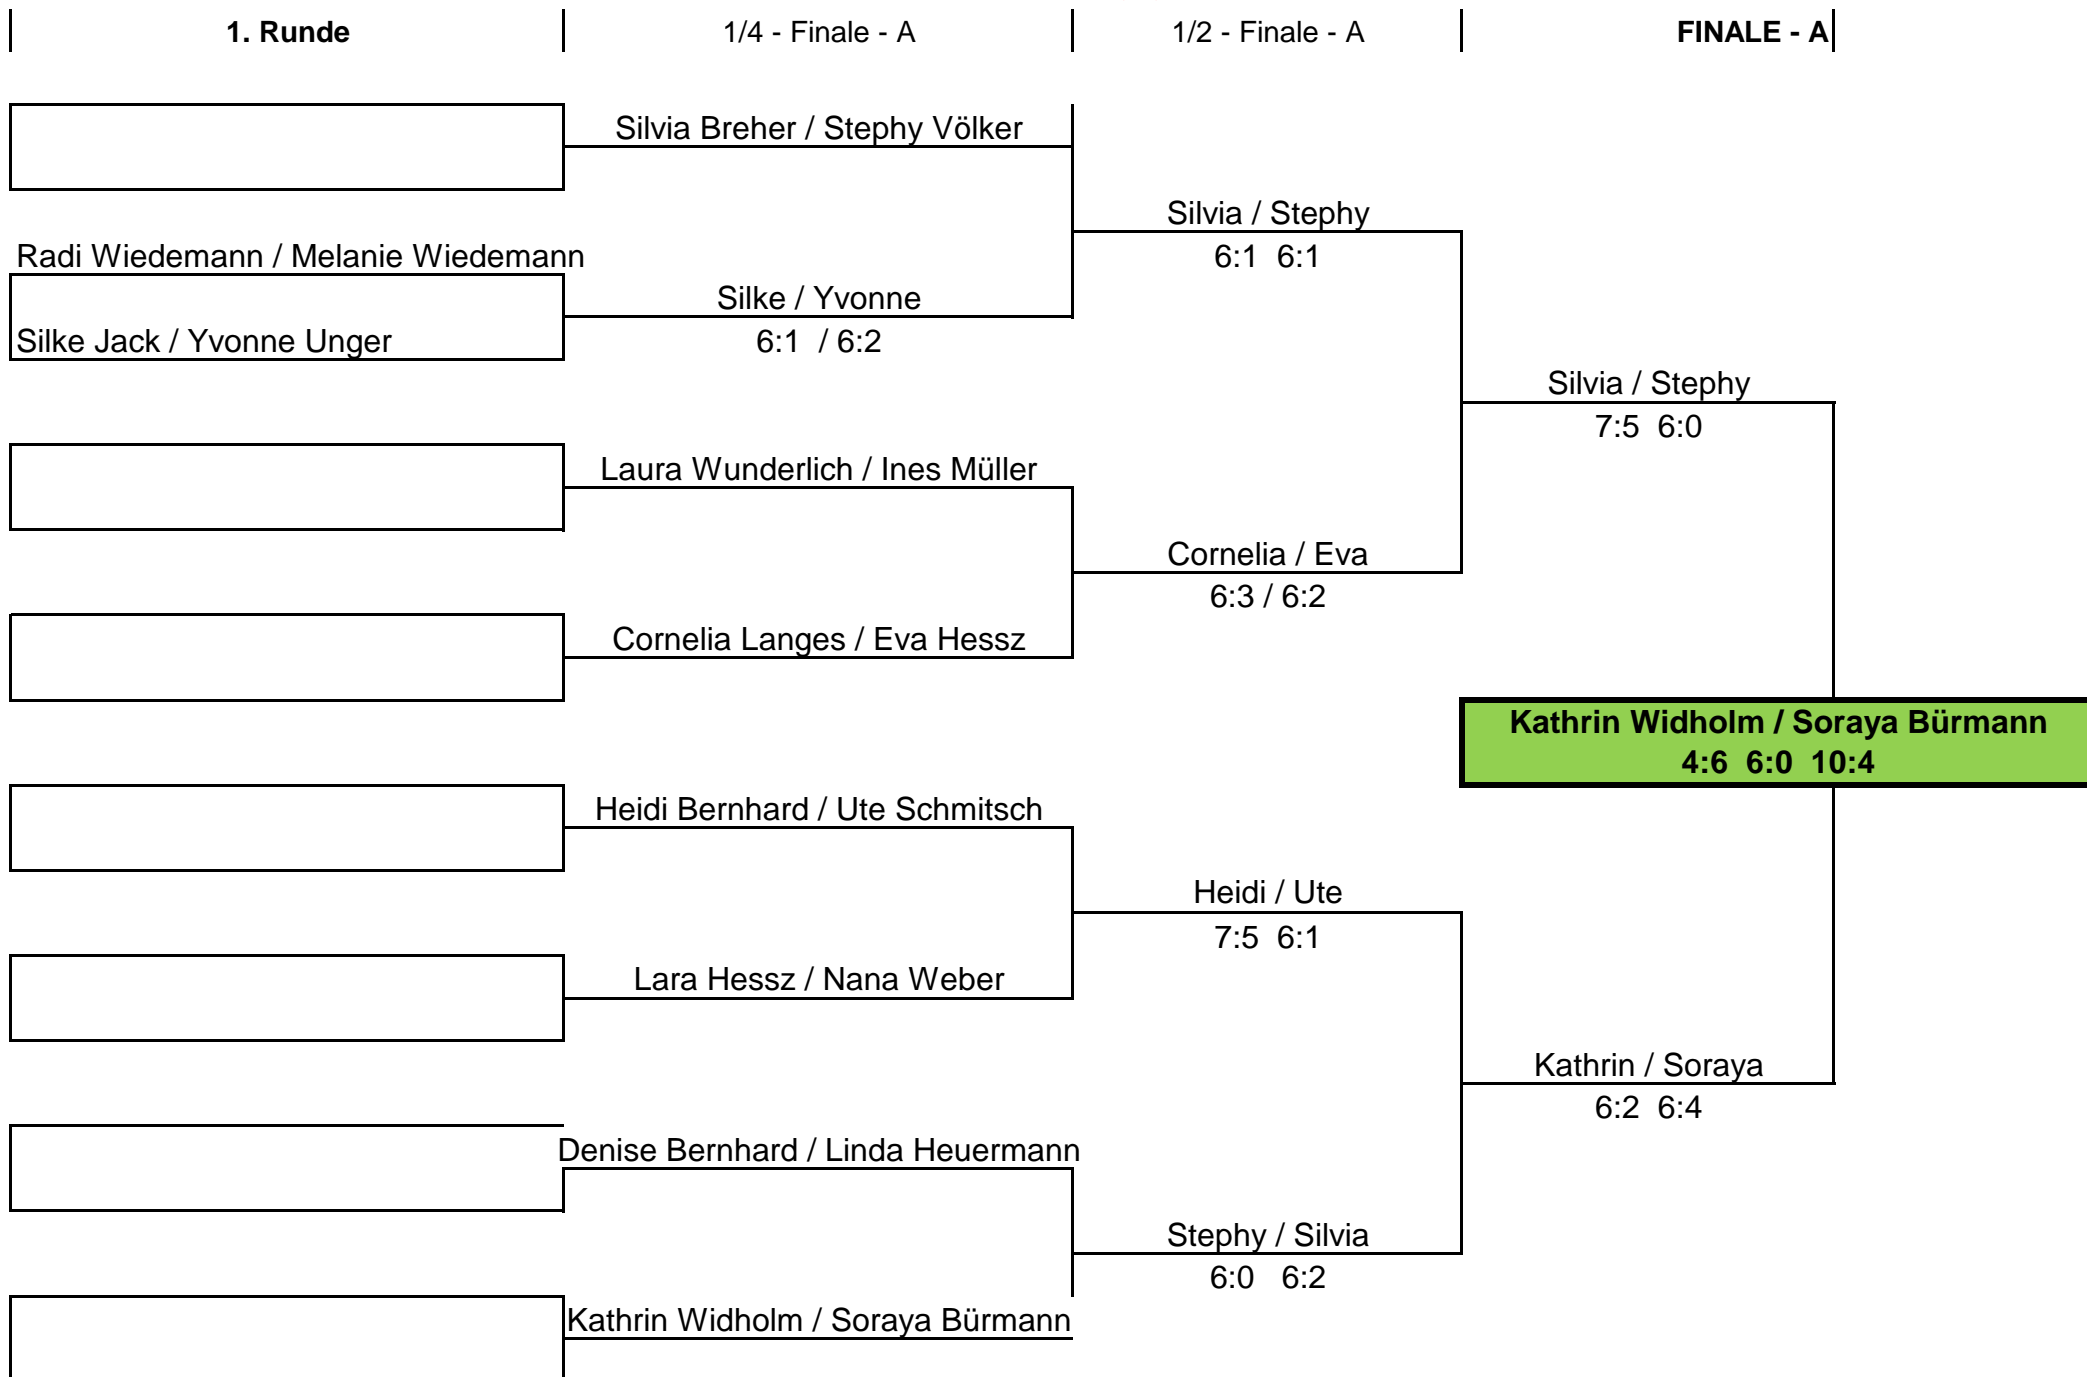 1. Runde
1/4 - Finale - A
1/2 - Finale - A
FINALE - A
Silvia Breher / Stephy Völker
Silvia / Stephy
6:1  6:1
Radi Wiedemann / Melanie Wiedemann
Silke / Yvonne
Silke Jack / Yvonne Unger
6:1  / 6:2
Silvia / Stephy
7:5  6:0
Laura Wunderlich / Ines Müller
Cornelia / Eva
6:3 / 6:2
Cornelia Langes / Eva Hessz
Kathrin Widholm / Soraya Bürmann
4:6  6:0  10:4
Heidi Bernhard / Ute Schmitsch
Heidi / Ute
7:5  6:1
Lara Hessz / Nana Weber
Kathrin / Soraya
6:2  6:4
Denise Bernhard / Linda Heuermann
Stephy / Silvia
6:0   6:2
Kathrin Widholm / Soraya Bürmann